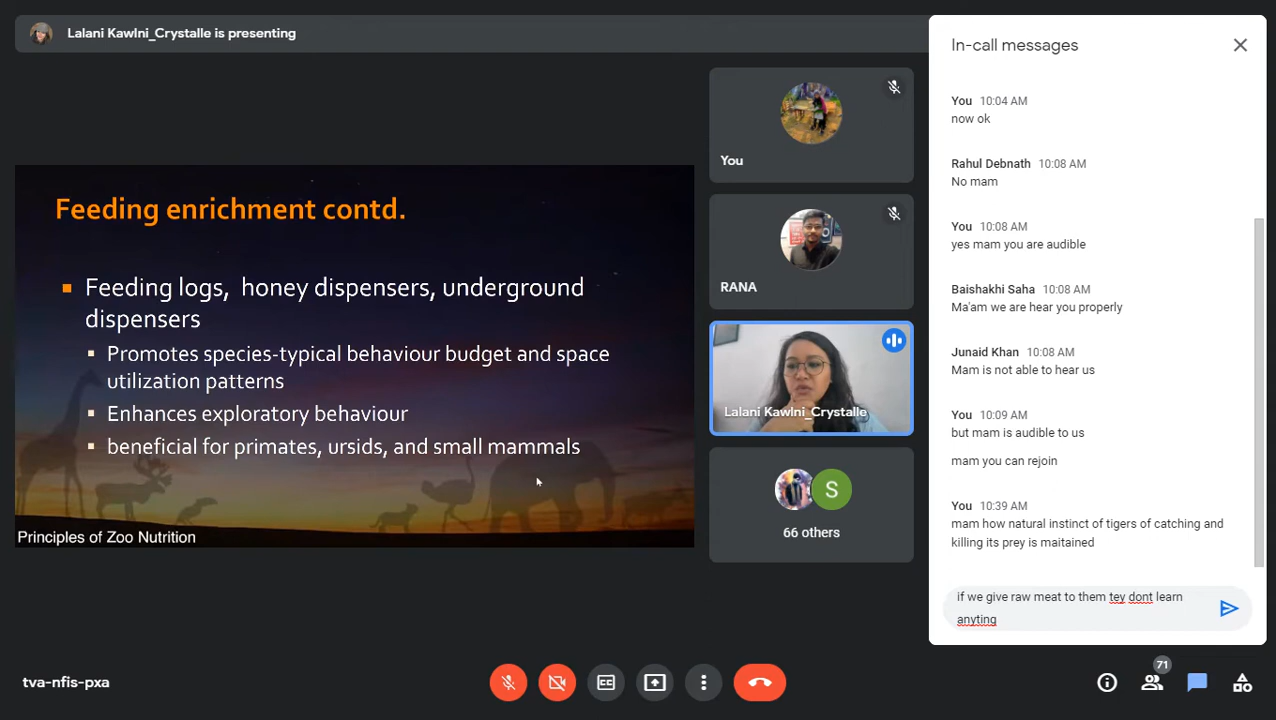 Lalani Kawlni_Crystalle is presenting
Feeding enrichment contd.
Feeding logs, honey dispensers, underground
dispensers
Promotes species-typical behaviour budget and space
utilization patterns
Enhances exploratory behaviour
beneficial for primates, ursids, and small mammals
Principles of Zoo Nutrition
You
RANA
Lalani Kawlni_Crystalle
S
66 others
In-call messages
You 10:04 AM
now ok
Rahul Debnath 10:08 AM
No mam
You 10:08 AM
yes mam you are audible
Baishakhi Saha 10:08 AM
Ma'am we are hear you properly
Junaid Khan 10:08 AM
Mam is not able to hear us
You 10:09 AM
but mam is audible to us
mam you can rejoin
You 10:39 AM
mam how natural instinct of tigers of catching and
killing its prey is maitained
if we give raw meat to them tey dont learn
anyting
tva-nfis-pxa
CC
71